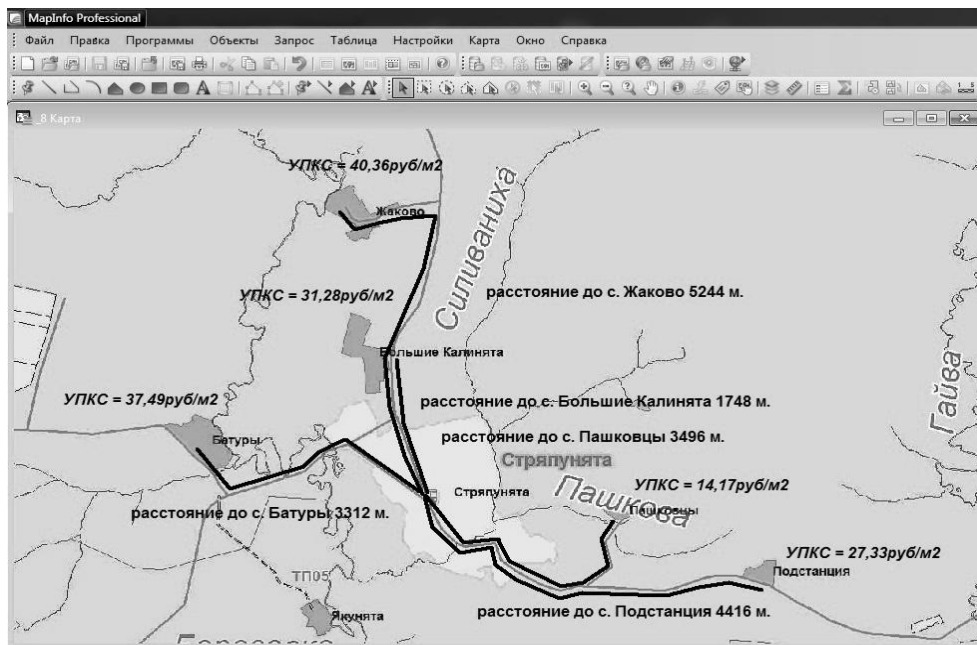 MapInfo Professional
Файл Правка Программы Объекты Запрос Таблица Настройки Карта Окно Справка
_8 Карта
УПКС = 40,36руб/м2
Жаково
Силиваниха
УПКС = 31,28руб/м2
расстояние до с. Жаково 5244 м.
Большие Калинята
Гайва
УПКС = 37,49руб/м2
расстояние до с. Большие Калинята 1748 м.
Батуры
расстояние до с. Пашковцы 3496 м.
Стряпунята
Стряпунята
УПКС = 14,17руб/м2
Пашкова
Пашковцы
расстояние до с. Батуры 3312 м.
УПКС = 27,33руб/м2
Подстанция
ТП05
расстояние до с. Подстанция 4416 м.
Якунята